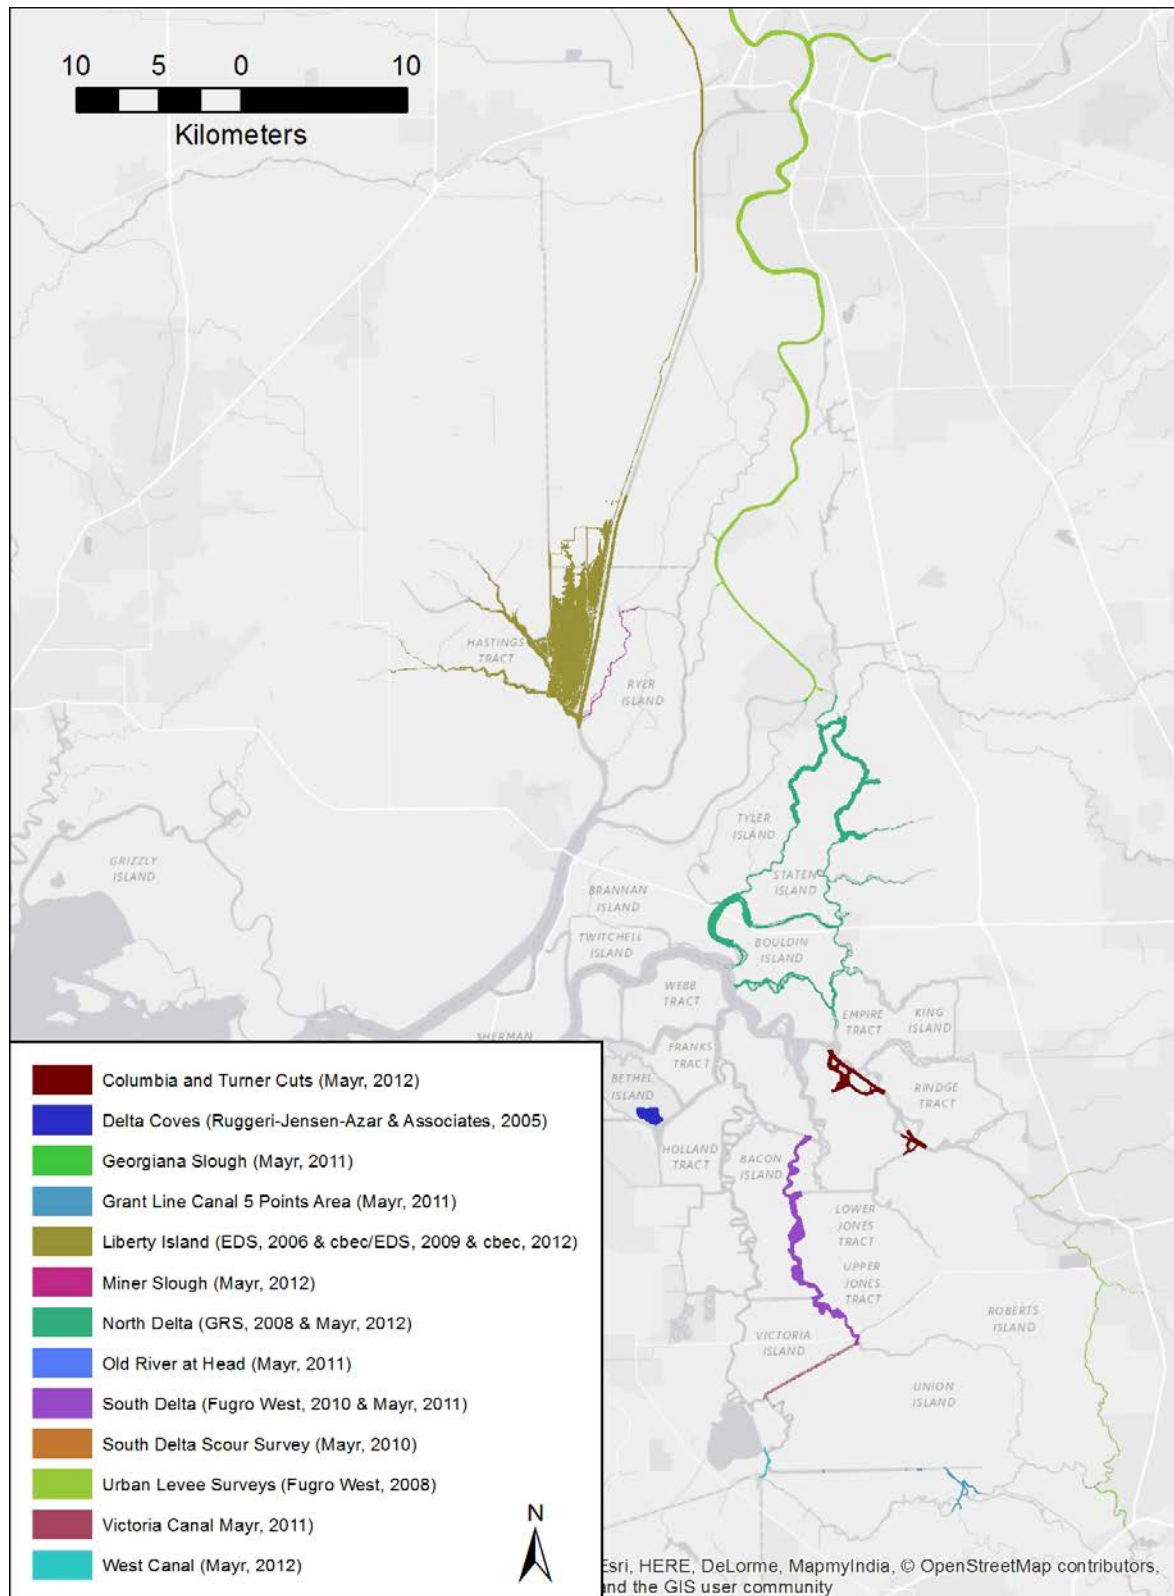 10 5 0 10
Kilometers
HASTINGS
TRACT
RYER
ISLAND
TYLER
ISLAND
GRIZZLY
ISLAND
STATEN
ISLAND
BRANNAN
ISLAND
TWITCHELL
ISLAND
BOULDIN
ISLAND
WEBB
TRACT
EMPIRE
TRACT
KING
ISLAND
SHERMAN
FRANKS
TRACT
BETHEL
ISLAND
RINDGE
TRACT
HOLLAND
TRACT
BACON
ISLAND
LOWER
JONES
TRACT
UPPER
JONES
TRACT
ROBERTS
ISLAND
VICTORIA
ISLAND
UNION
ISLAND
Columbia and Turner Cuts (Mayr, 2012)
Delta Coves (Ruggeri-Jensen-Azar & Associates, 2005)
Georgiana Slough (Mayr, 2011)
Grant Line Canal 5 Points Area (Mayr, 2011)
Liberty Island (EDS, 2006 & cbec/EDS, 2009 & cbec, 2012)
Miner Slough (Mayr, 2012)
North Delta (GRS, 2008 & Mayr, 2012)
Old River at Head (Mayr, 2011)
South Delta (Fugro West, 2010 & Mayr, 2011)
South Delta Scour Survey (Mayr, 2010)
Urban Levee Surveys (Fugro West, 2008)
Victoria Canal Mayr, 2011)
West Canal (Mayr, 2012)
N
Esri, HERE, DeLorme, MapmyIndia, © OpenStreetMap contributors,
and the GIS user community